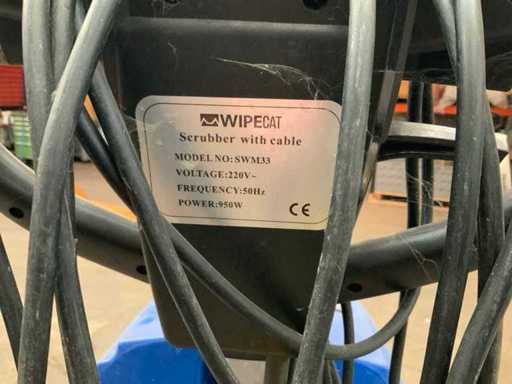 WIPECAT
Scrubber with cable
MODEL NO:SWM33
VOLTAGE:220V~
FREQUENCY:50Hz
POWER:950W
CE